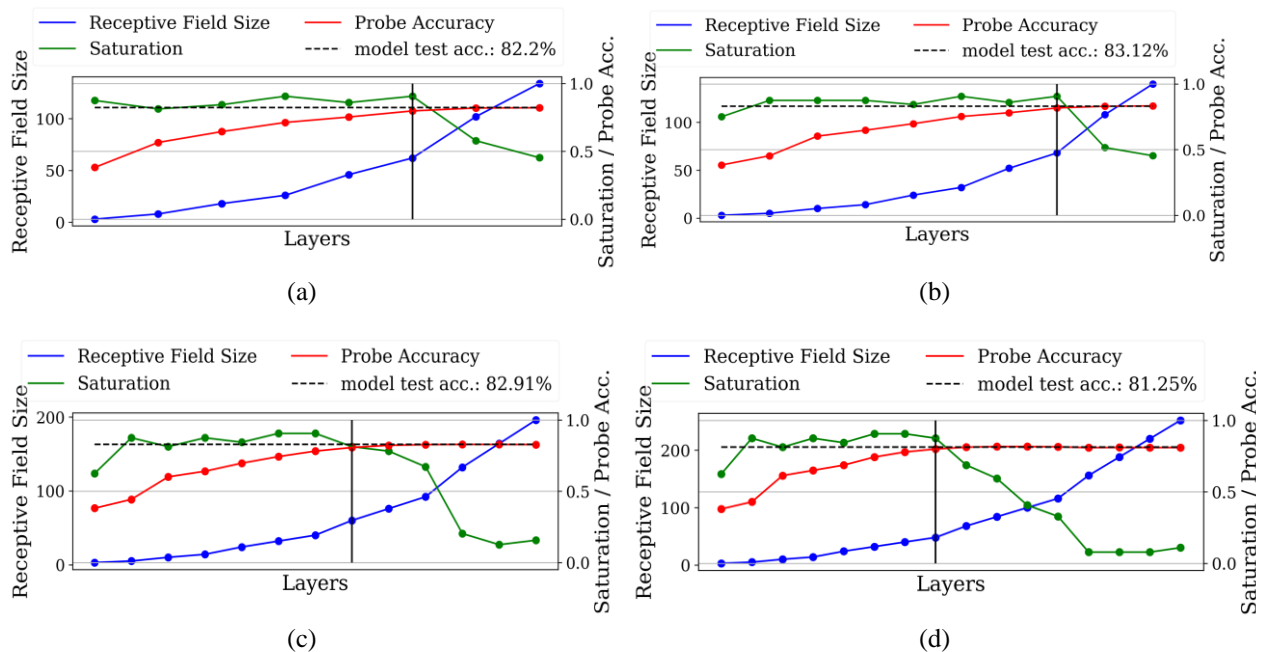 Receptive Field Size
Probe Accuracy
Saturation
model test acc.: 82.2%
Receptive Field Size
100
50
0
1.0
0.5
0.0
Saturation / Probe Acc.
Layers
(a)
Receptive Field Size
Probe Accuracy
Saturation
model test acc.: 83.12%
Receptive Field Size
100
50
0
1.0
0.5
0.0
Saturation / Probe Acc.
Layers
(b)
Receptive Field Size
Probe Accuracy
Saturation
model test acc.: 82.91%
Receptive Field Size
200
100
0
1.0
0.5
0.0
Saturation / Probe Acc.
Layers
(c)
Receptive Field Size
Probe Accuracy
Saturation
model test acc.: 81.25%
Receptive Field Size
200
100
0
1.0
0.5
0.0
Saturation / Probe Acc.
Layers
(d)